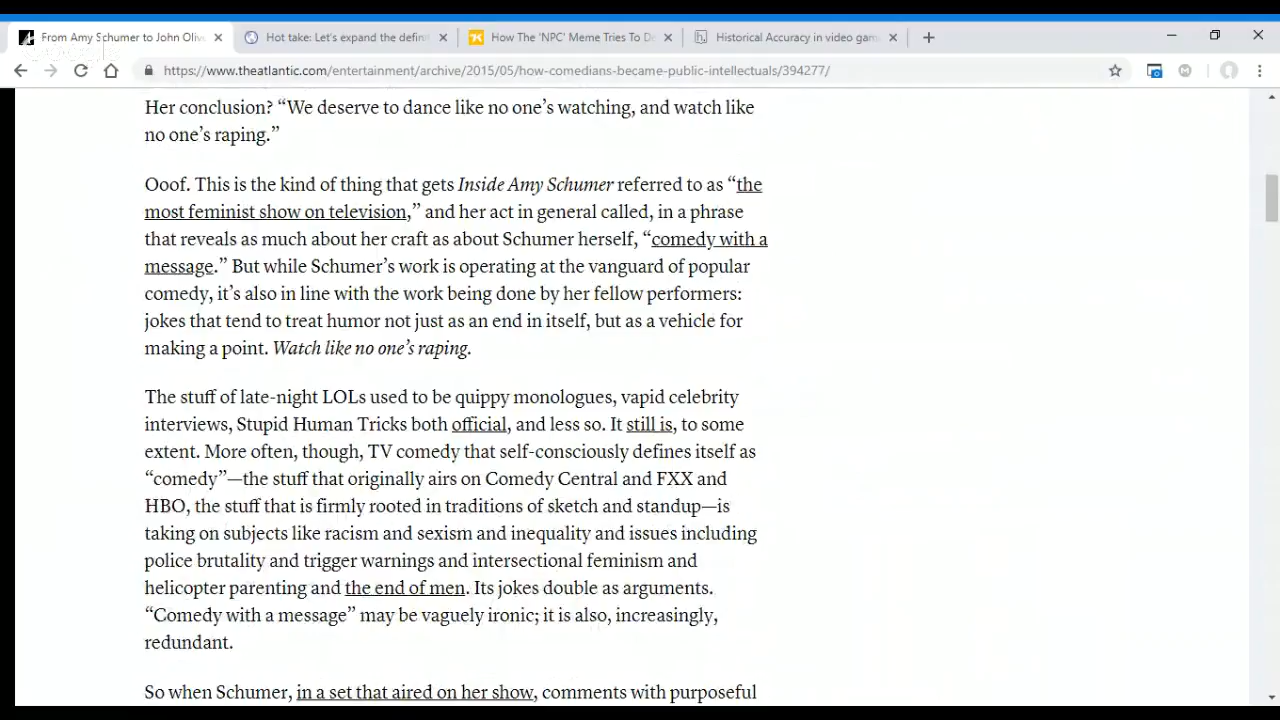 From Amy Schumer to John Olive
Hot take: Let's expand the defini
How The 'NPC' Meme Tries To De
Historical Accuracy in video gam
https://www.theatlantic.com/entertainment/archive/2015/05/how-comedians-became-public-intellectuals/394277/
Her conclusion? “We deserve to dance like no one’s watching, and watch like
no one’s raping.”
Ooof. This is the kind of thing that gets Inside Amy Schumer referred to as “the
most feminist show on television,” and her act in general called, in a phrase
that reveals as much about her craft as about Schumer herself, “comedy with a
message.” But while Schumer’s work is operating at the vanguard of popular
comedy, it’s also in line with the work being done by her fellow performers:
jokes that tend to treat humor not just as an end in itself, but as a vehicle for
making a point. Watch like no one’s raping.
The stuff of late-night LOLs used to be quippy monologues, vapid celebrity
interviews, Stupid Human Tricks both official, and less so. It still is, to some
extent. More often, though, TV comedy that self-consciously defines itself as
“comedy”—the stuff that originally airs on Comedy Central and FXX and
HBO, the stuff that is firmly rooted in traditions of sketch and standup—is
taking on subjects like racism and sexism and inequality and issues including
police brutality and trigger warnings and intersectional feminism and
helicopter parenting and the end of men. Its jokes double as arguments.
“Comedy with a message” may be vaguely ironic; it is also, increasingly,
redundant.
So when Schumer, in a set that aired on her show, comments with purposeful